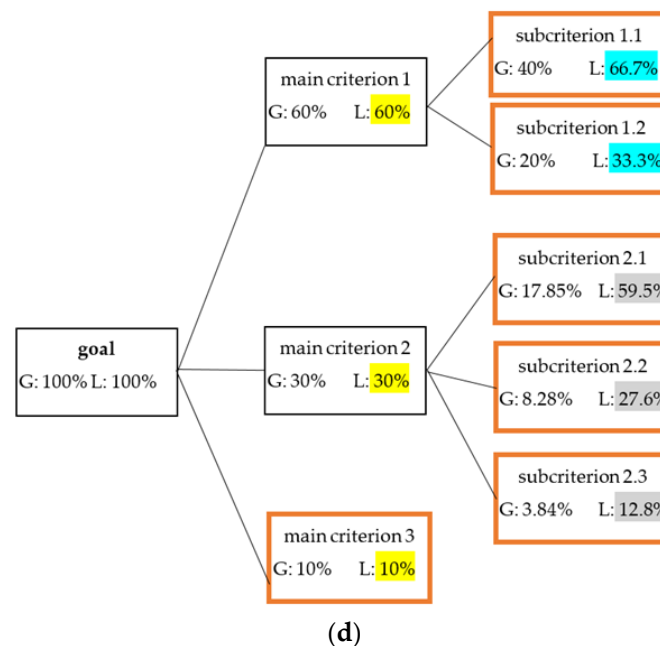 subcriterion 1.1
G: 40% L: 66.7%
main criterion 1
G: 60% L: 60%
subcriterion 1.2
G: 20% L: 33.3%
subcriterion 2.1
G: 17.85% L: 59.5%
goal
G: 100% L: 100%
main criterion 2
G: 30% L: 30%
subcriterion 2.2
G: 8.28% L: 27.6%
subcriterion 2.3
G: 3.84% L: 12.8%
main criterion 3
G: 10% L: 10%
(d)